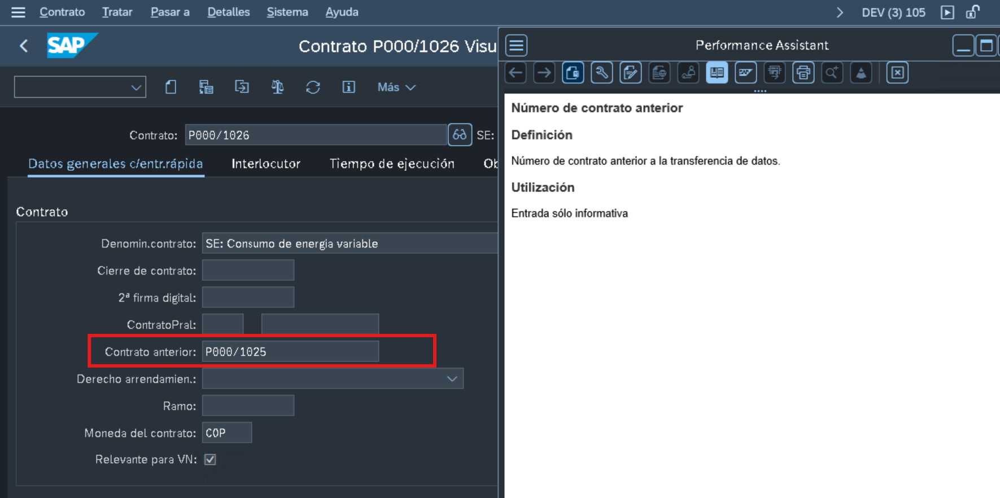 Contrato Tratar Pasar a Detalles Sistema Ayuda DEV (3) 105
SAP Contrato P000/1026 Visu
Performance Assistant
Más
Contrato: P000/1026 SE:
Datos generales c/entr.rápida Interlocutor Tiempo de ejecución Ob
Contrato
Denomin.contrato: SE: Consumo de energia variable
Cierre de contrato:
2ª firma digital:
ContratoPral:
Contrato anterior: P000/1025
Derecho arrendamien.:
Ramo:
Moneda del contrato: COP
Relevante para VN:
Número de contrato anterior
Definición
Número de contrato anterior a la transferencia de datos.
Utilización
Entrada sólo informativa